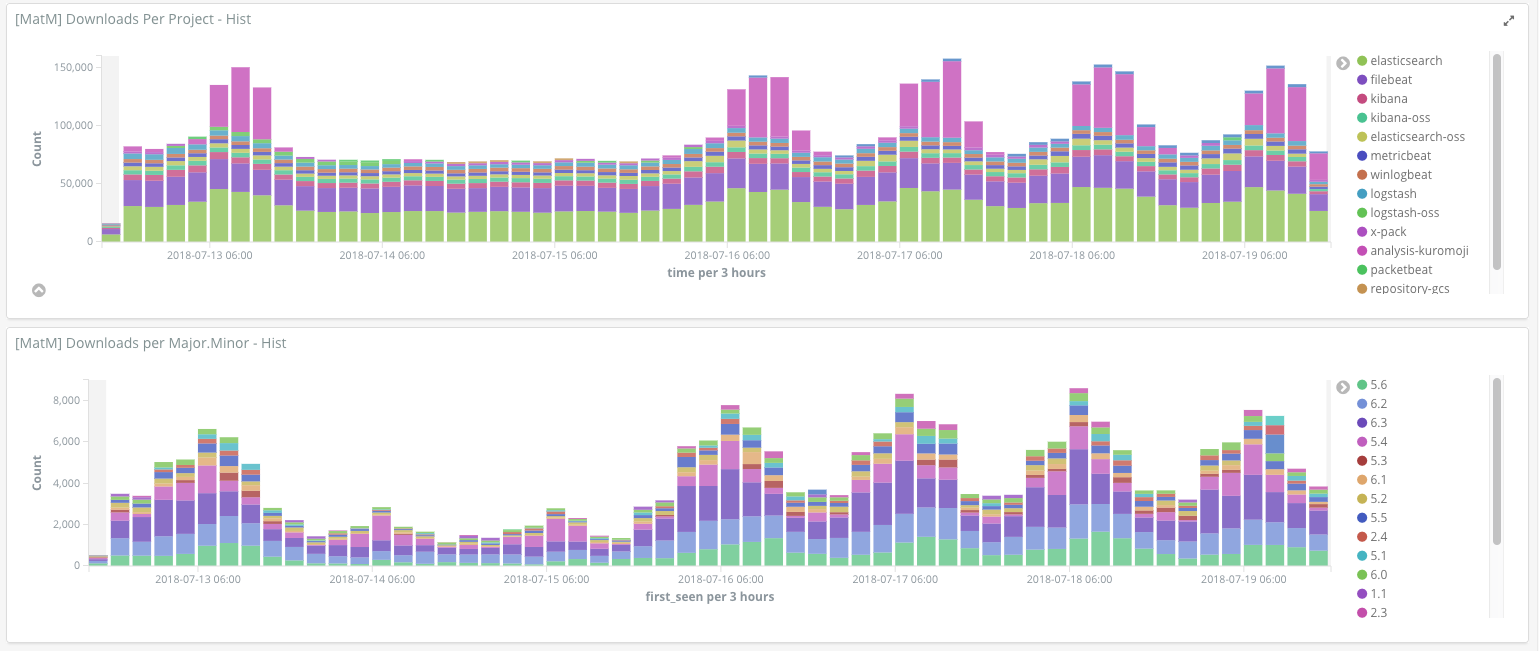 [MatM] Downloads Per Project - Hist
150,000
100,000
50,000
0
Count
2018-07-13 06:00 2018-07-14 06:00 2018-07-15 06:00 2018-07-16 06:00 2018-07-17 06:00 2018-07-18 06:00 2018-07-19 06:00
time per 3 hours
elasticsearch
filebeat
kibana
kibana-oss
elasticsearch-oss
metricbeat
winlogbeat
logstash
logstash-oss
x-pack
analysis-kuromoji
packetbeat
repository-gcs
[MatM] Downloads per Major.Minor - Hist
8,000
6,000
4,000
2,000
0
Count
2018-07-13 06:00 2018-07-14 06:00 2018-07-15 06:00 2018-07-16 06:00 2018-07-17 06:00 2018-07-18 06:00 2018-07-19 06:00
first_seen per 3 hours
5.6
6.2
6.3
5.4
5.3
6.1
5.2
5.5
2.4
5.1
6.0
1.1
2.3